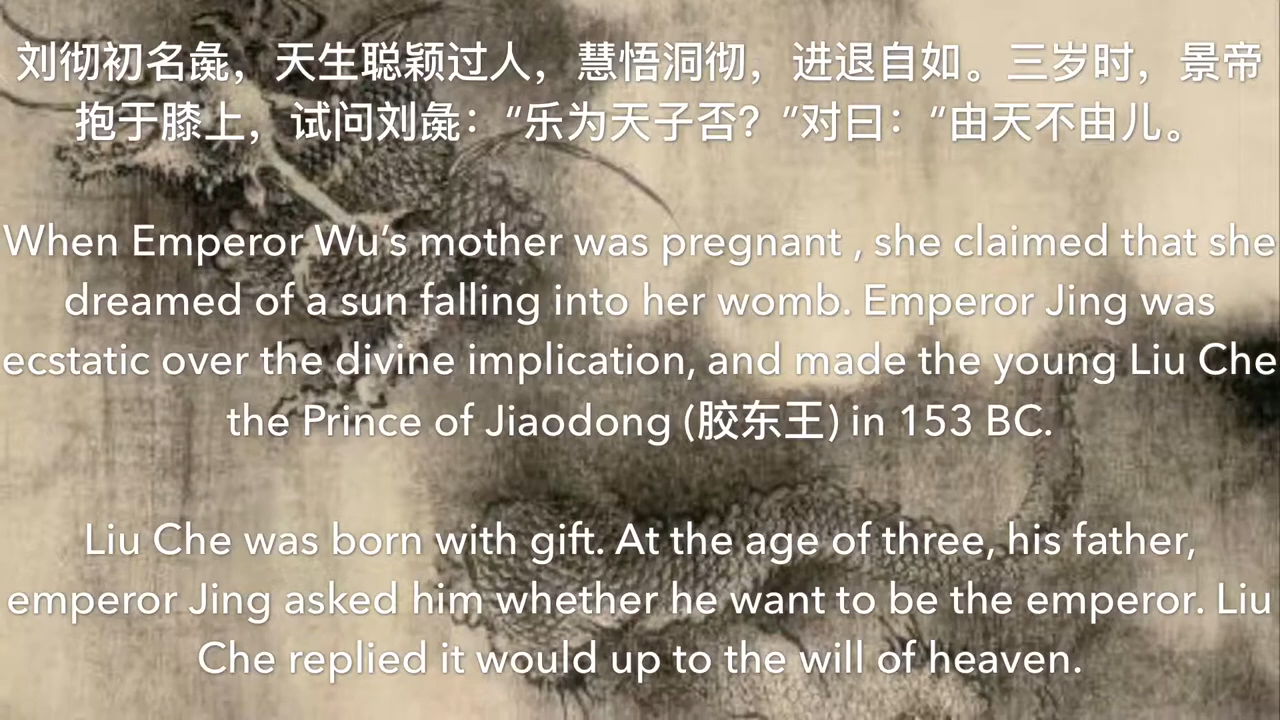 刘彻初名彘，天生聪颖过人，慧悟洞彻，进退自如。三岁时，景帝
抱于膝上，试问刘彘：“乐为天子否？”对曰：“由天不由儿。
When Emperor Wu’s mother was pregnant , she claimed that she
dreamed of a sun falling into her womb. Emperor Jing was
ecstatic over the divine implication, and made the young Liu Che
the Prince of Jiaodong (胶东王) in 153 BC.
Liu Che was born with gift. At the age of three, his father,
emperor Jing asked him whether he want to be the emperor. Liu
Che replied it would up to the will of heaven.